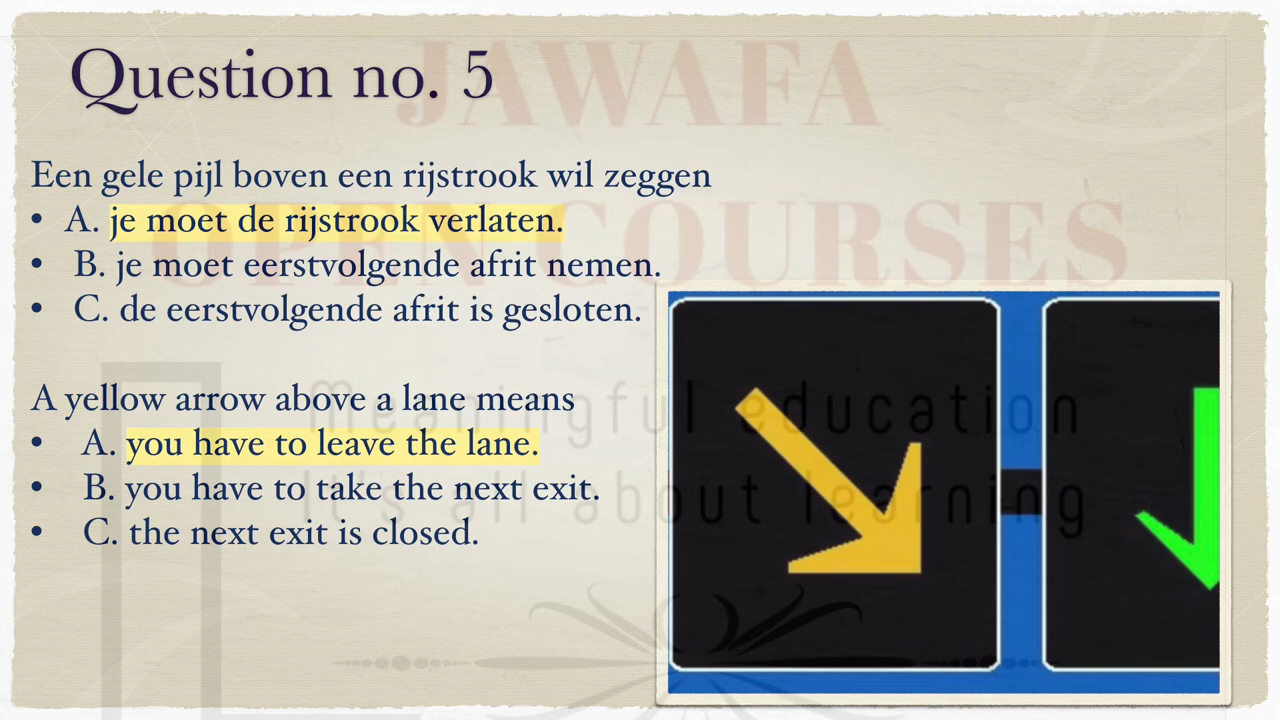 Question no. 5
JAWAFA
OPEN COURSES
Een gele pijl boven een rijstrook wil zeggen
• A. je moet de rijstrook verlaten.
• B. je moet eerstvolgende afrit nemen.
• C. de eerstvolgende afrit is gesloten.
A yellow arrow above a lane means
• A. you have to leave the lane.
• B. you have to take the next exit.
• C. the next exit is closed.
Meaningful education
It's all about learning